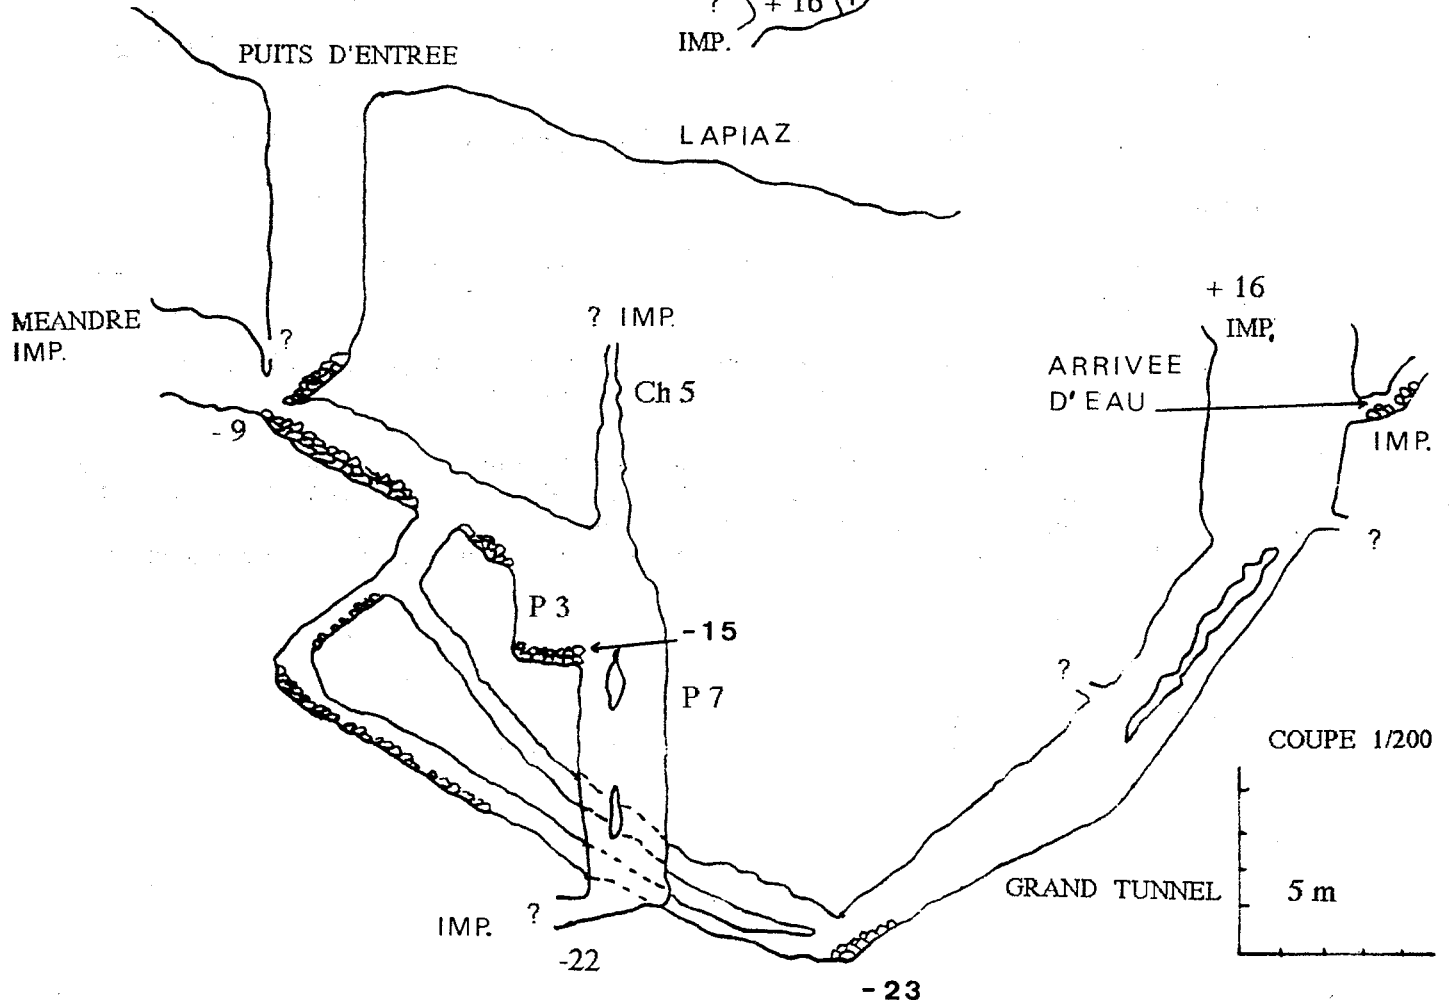 ? + 16
IMP.
PUITS D'ENTREE
LAPIAZ
MEANDRE
IMP.
?
? IMP.
+ 16
IMP.
ARRIVEE
D'EAU
Ch 5
- 9
IMP.
?
P 3
-15
?
P 7
COUPE 1/200
GRAND TUNNEL
5 m
IMP. ?
-22
-23